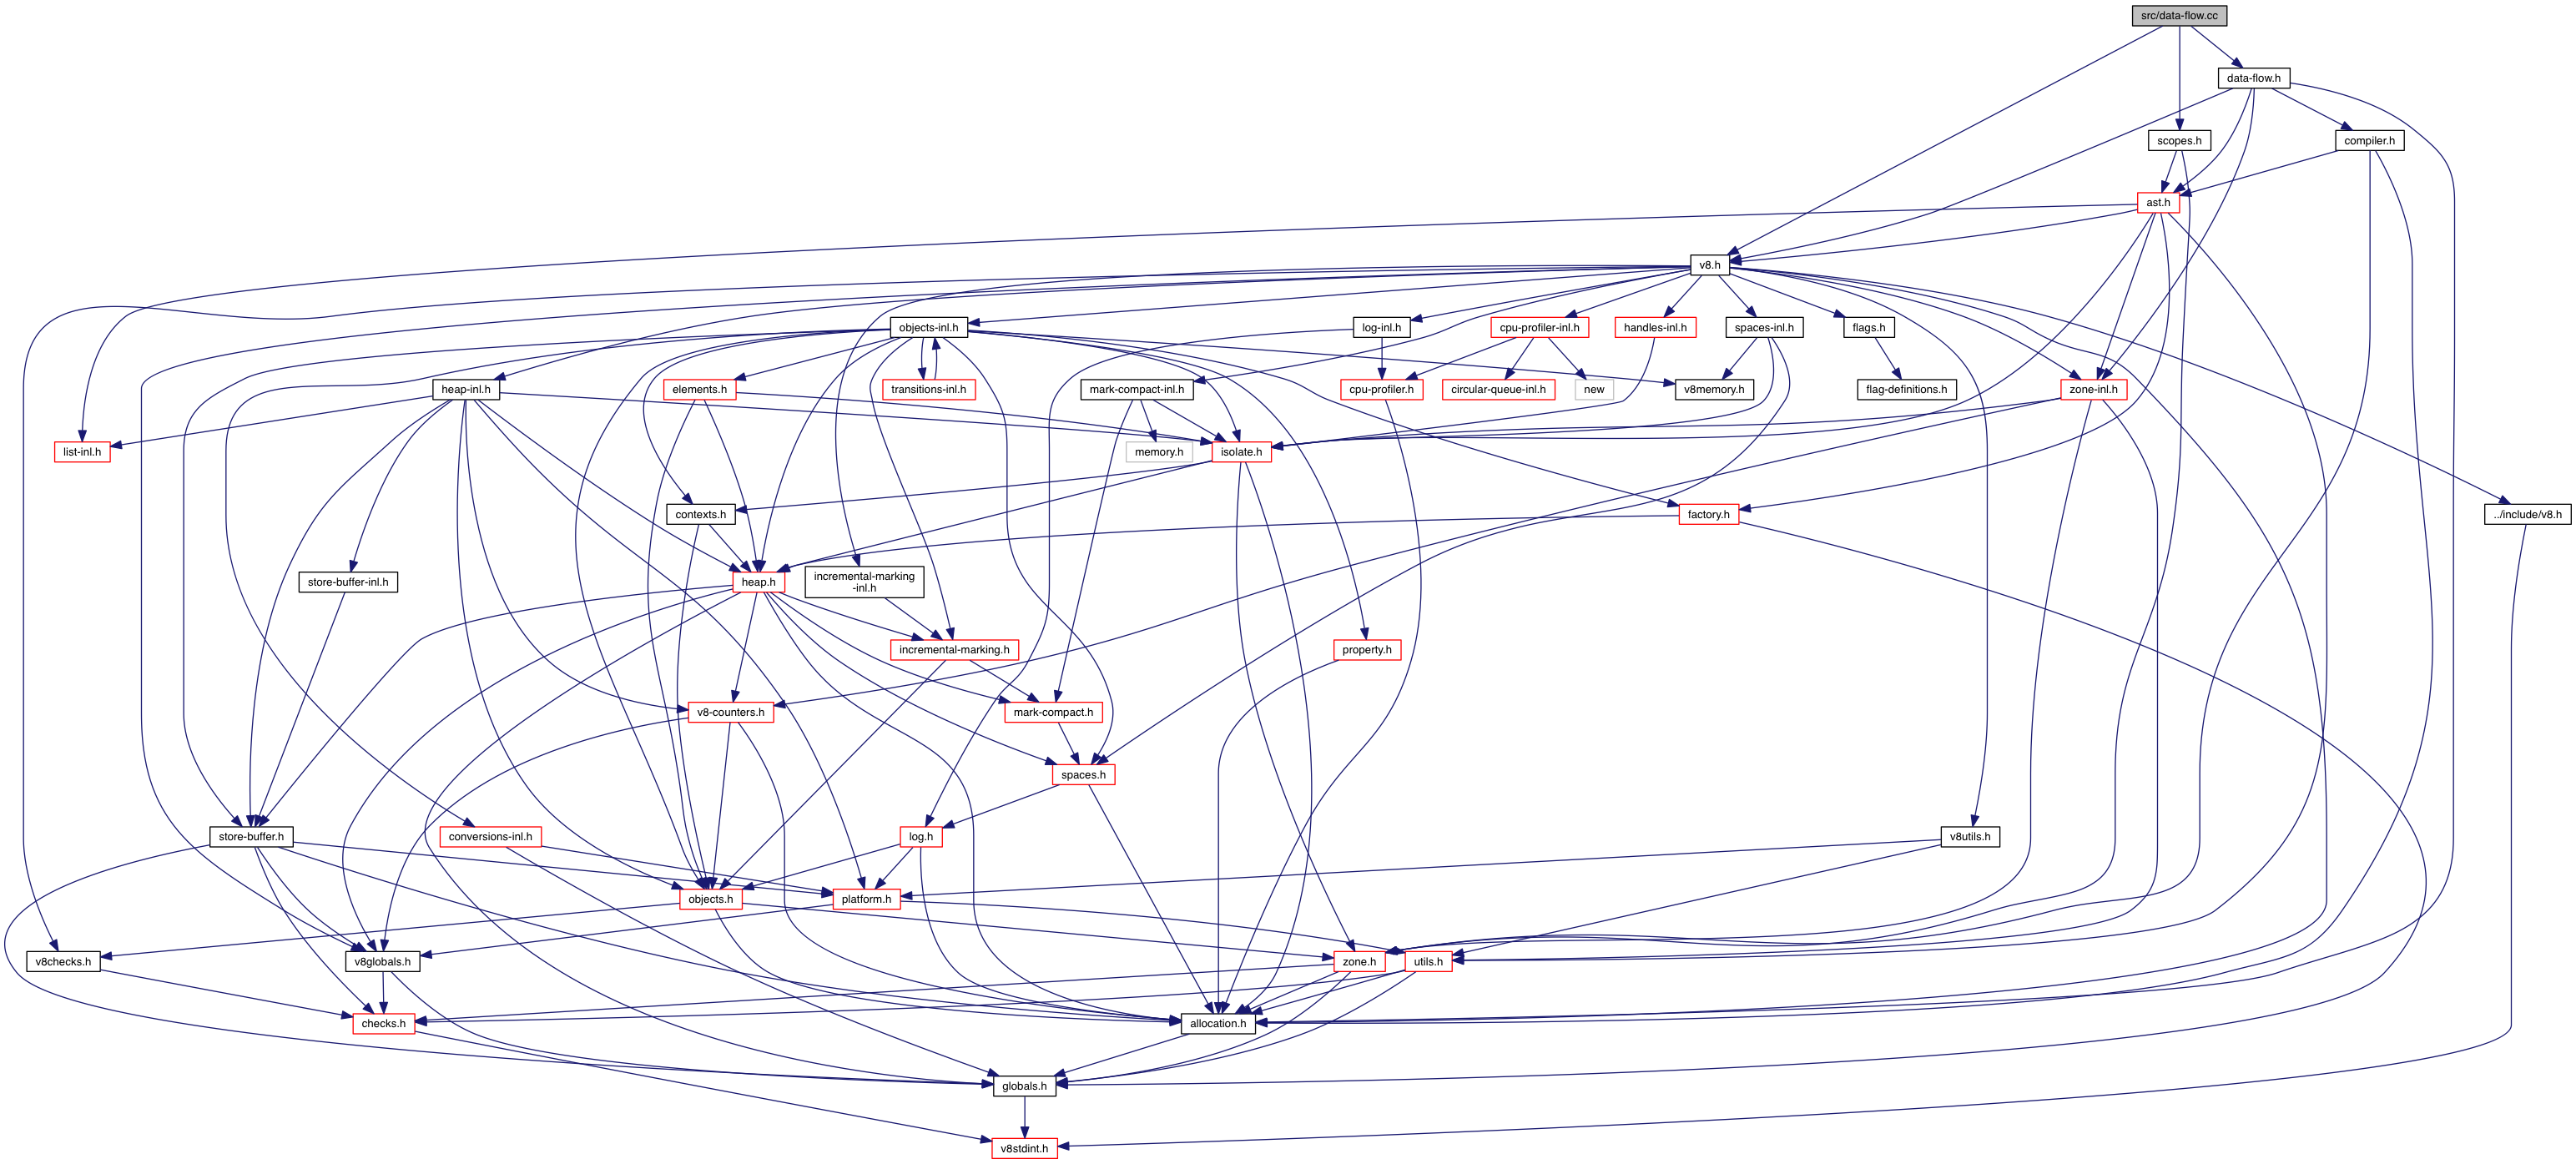 src/data-flow.cc
data-flow.h
scopes.h
compiler.h
ast.h
v8.h
objects-inl.h
log-inl.h
cpu-profiler-inl.h
handles-inl.h
spaces-inl.h
flags.h
heap-inl.h
elements.h
transitions-inl.h
mark-compact-inl.h
cpu-profiler.h
circular-queue-inl.h
new
v8memory.h
flag-definitions.h
zone-inl.h
list-inl.h
memory.h
isolate.h
contexts.h
factory.h
../include/v8.h
store-buffer-inl.h
heap.h
incremental-marking
-inl.h
incremental-marking.h
property.h
v8-counters.h
mark-compact.h
spaces.h
store-buffer.h
conversions-inl.h
log.h
v8utils.h
objects.h
platform.h
v8checks.h
v8globals.h
zone.h
utils.h
checks.h
allocation.h
globals.h
v8stdint.h